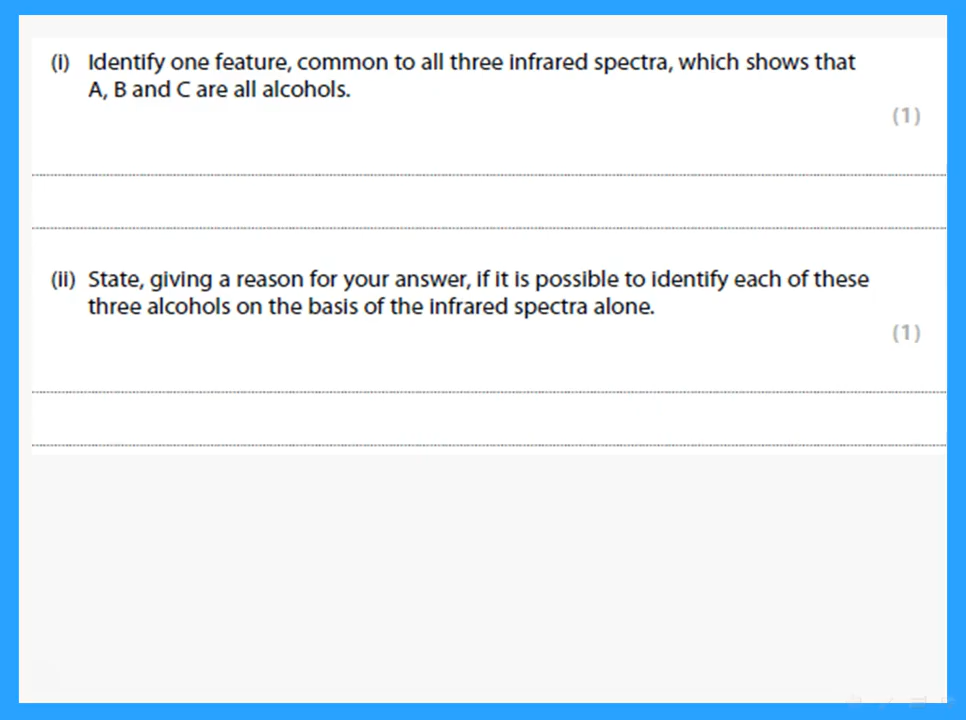 (i) Identify one feature, common to all three infrared spectra, which shows that
A, B and C are all alcohols.
(1)
(ii) State, giving a reason for your answer, if it is possible to identify each of these
three alcohols on the basis of the infrared spectra alone.
(1)